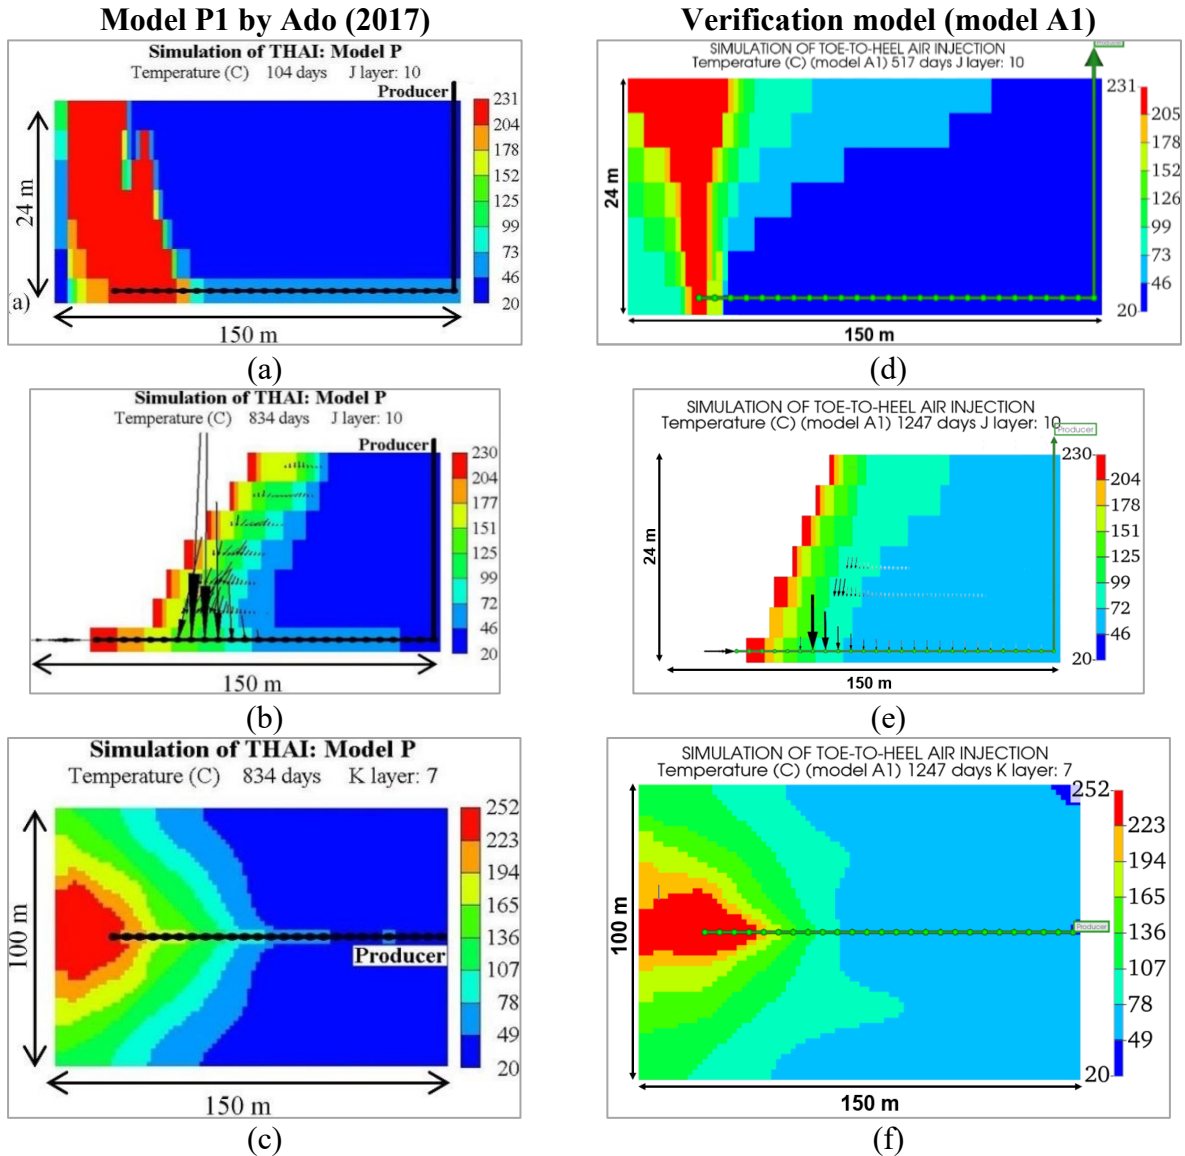 Model P1 by Ado (2017)
Verification model (model A1)
Simulation of THAI: Model P
Temperature (C) 104 days J layer: 10
Producer
231
204
178
152
125
99
73
46
20
24 m
(a)
150 m
(a)
SIMULATION OF TOE-TO-HEEL AIR INJECTION
Temperature (C) (model A1) 517 days J layer: 10
Producer
231
205
178
152
126
99
73
46
20
24 m
150 m
(d)
Simulation of THAI: Model P
Temperature (C) 834 days J layer: 10
Producer
230
204
177
151
125
99
72
46
20
150 m
(b)
SIMULATION OF TOE-TO-HEEL AIR INJECTION
Temperature (C) (model A1) 1247 days J layer: 10
Producer
230
204
178
151
125
99
72
46
20
24 m
150 m
(e)
Simulation of THAI: Model P
Temperature (C) 834 days K layer: 7
252
223
194
165
136
107
78
49
20
100 m
Producer
150 m
(c)
SIMULATION OF TOE-TO-HEEL AIR INJECTION
Temperature (C) (model A1) 1247 days K layer: 7
252
223
194
165
136
107
78
49
20
100 m
Producer
150 m
(f)